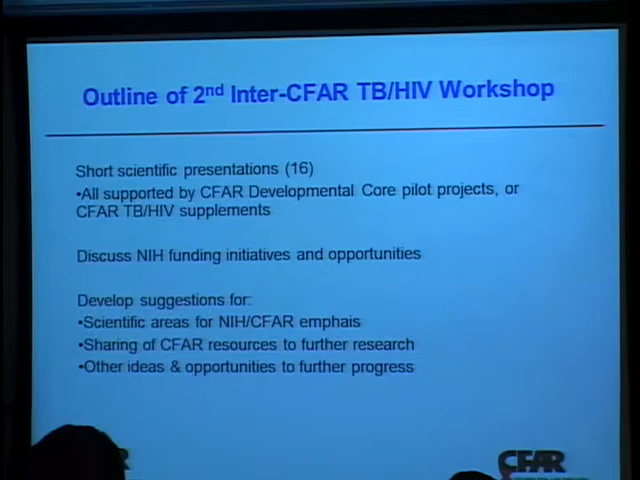 Outline of 2nd Inter-CFAR TB/HIV Workshop
Short scientific presentations (16)
•All supported by CFAR Developmental Core pilot projects, or
CFAR TB/HIV supplements
Discuss NIH funding initiatives and opportunities
Develop suggestions for:
•Scientific areas for NIH/CFAR emphais
•Sharing of CFAR resources to further research
•Other ideas & opportunities to further progress
CFAR